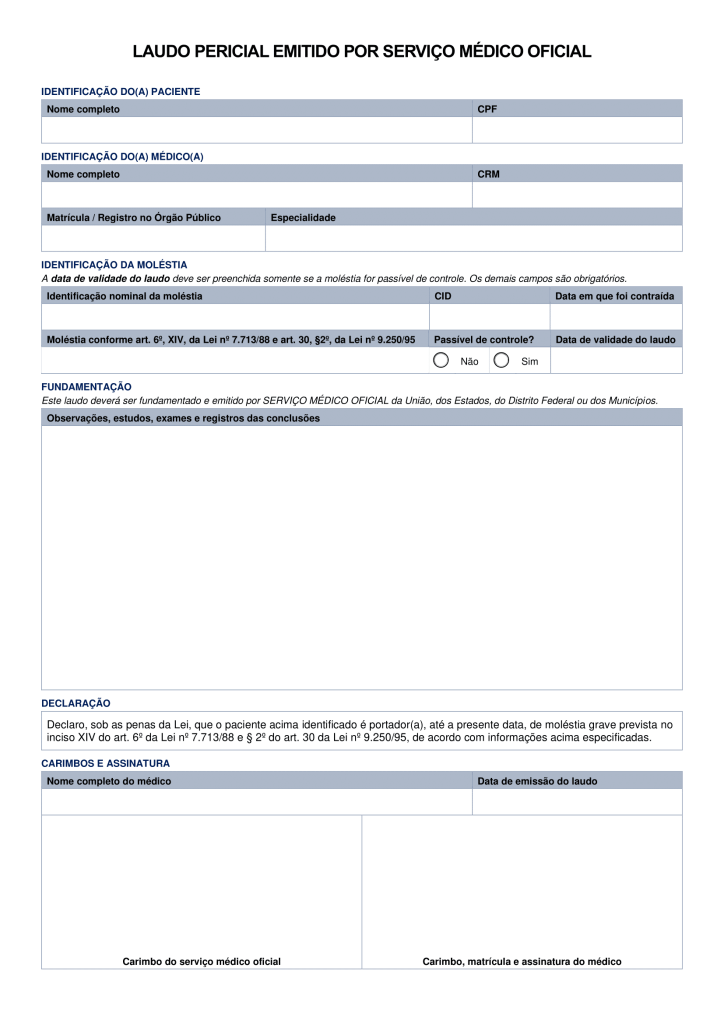 LAUDO PERICIAL EMITIDO POR SERVIÇO MÉDICO OFICIAL
IDENTIFICAÇÃO DO(A) PACIENTE
Nome completo CPF
IDENTIFICAÇÃO DO(A) MÉDICO(A)
Nome completo CRM
Matrícula / Registro no Órgão Público Especialidade
IDENTIFICAÇÃO DA MOLÉSTIA
A data de validade do laudo deve ser preenchida somente se a moléstia for passível de controle. Os demais campos são obrigatórios.
Identificação nominal da moléstia CID Data em que foi contraída
Moléstia conforme art. 6º, XIV, da Lei nº 7.713/88 e art. 30, §2º, da Lei nº 9.250/95 Passível de controle? Data de validade do laudo
Não Sim
FUNDAMENTAÇÃO
Este laudo deverá ser fundamentado e emitido por SERVIÇO MÉDICO OFICIAL da União, dos Estados, do Distrito Federal ou dos Municípios.
Observações, estudos, exames e registros das conclusões
DECLARAÇÃO
Declaro, sob as penas da Lei, que o paciente acima identificado é portador(a), até a presente data, de moléstia grave prevista no
inciso XIV do art. 6º da Lei nº 7.713/88 e § 2º do art. 30 da Lei nº 9.250/95, de acordo com informações acima especificadas.
CARIMBOS E ASSINATURA
Nome completo do médico Data de emissão do laudo
Carimbo do serviço médico oficial Carimbo, matrícula e assinatura do médico